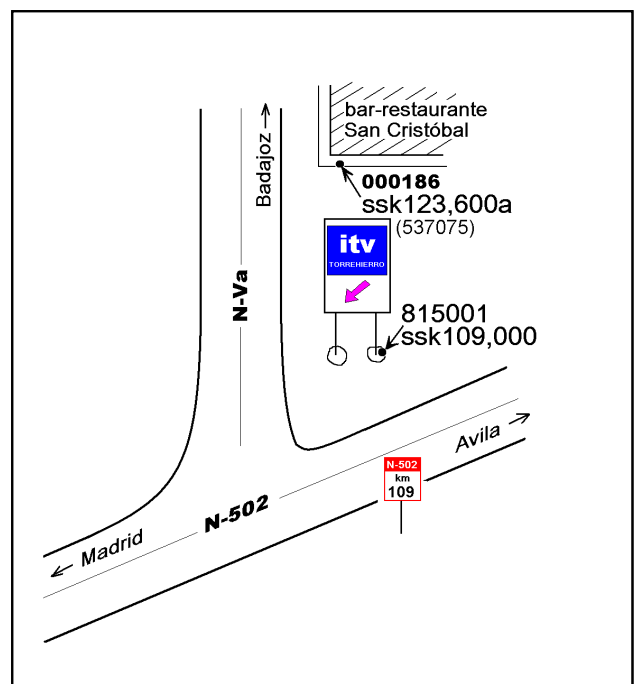 Badajoz
bar-restaurante
San Cristóbal
000186
ssk123,600a
(537075)
itv
TORREHIERRO
N-Va
815001
ssk109,000
Avila
N-502
km
109
N-502
Madrid